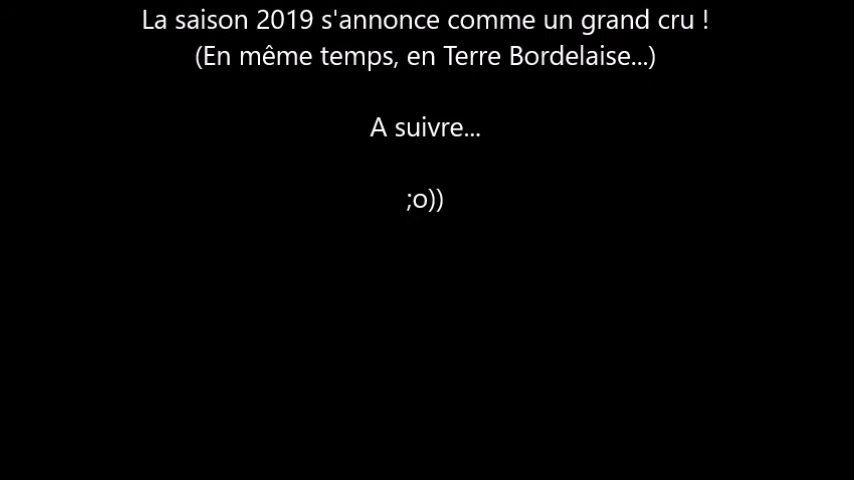 La saison 2019 s'annonce comme un grand cru !
(En même temps, en Terre Bordelaise...)
A suivre...
;o))